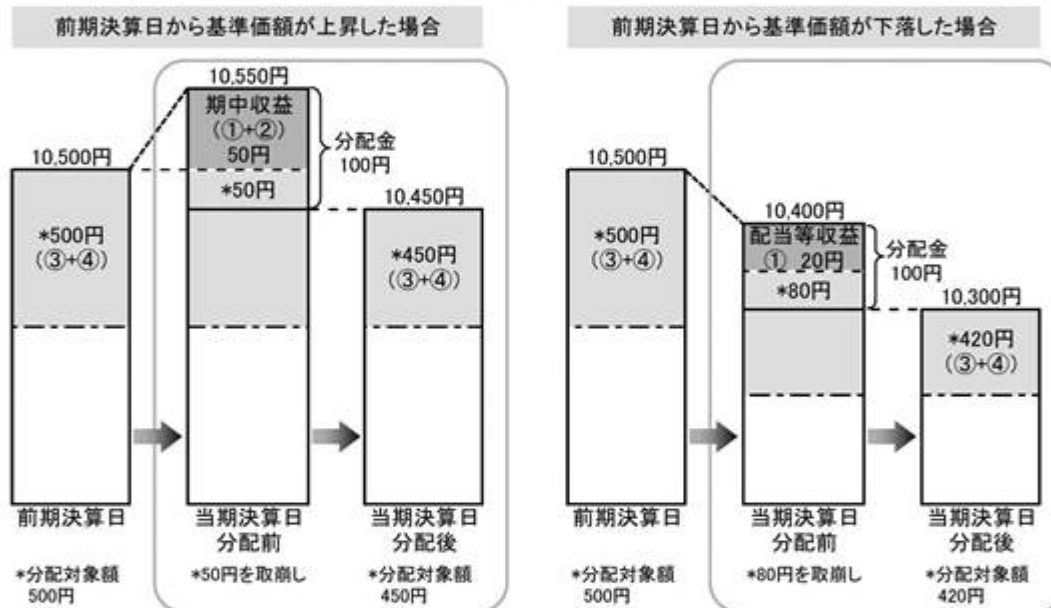 前期決算日から基準価額が上昇した場合
10,550円
期中収益
(①+②)
50円
*50円
分配金
100円
10,500円
*500円
(③+④)
10,450円
*450円
(③+④)
前期決算日
当期決算日
分配前
当期決算日
分配後
*分配対象額
500円
*50円を取崩し
*分配対象額
450円
前期決算日から基準価額が下落した場合
10,500円
*500円
(③+④)
10,400円
配当等収益
① 20円
*80円
分配金
100円
10,300円
*420円
(③+④)
前期決算日
当期決算日
分配前
当期決算日
分配後
*分配対象額
500円
*80円を取崩し
*分配対象額
420円